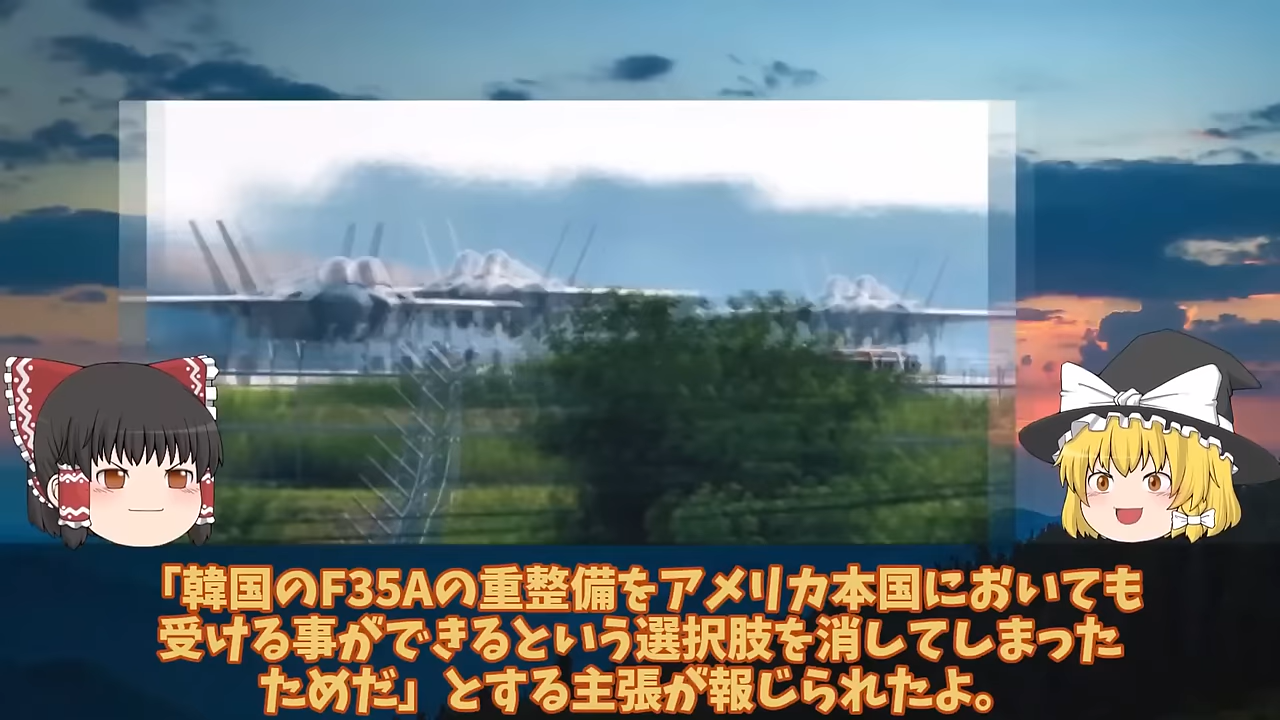 「韓国のF35Aの重整備をアメリカ本国においても
受ける事ができるという選択肢を消してしまった
ためだ」とする主張が報じられたよ。